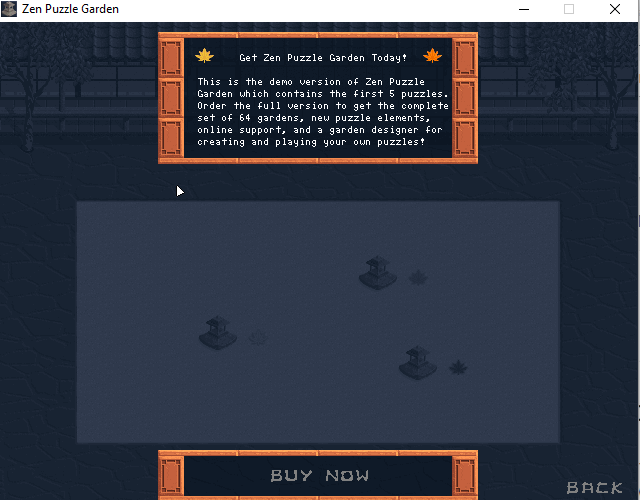 Zen Puzzle Garden
Get Zen Puzzle Garden Today!
This is the demo version of Zen Puzzle
Garden which contains the first 5 puzzles.
Order the full version to get the complete
set of 64 gardens, new puzzle elements,
online support, and a garden designer for
creating and playing your own puzzles!
BUY NOW
BACK